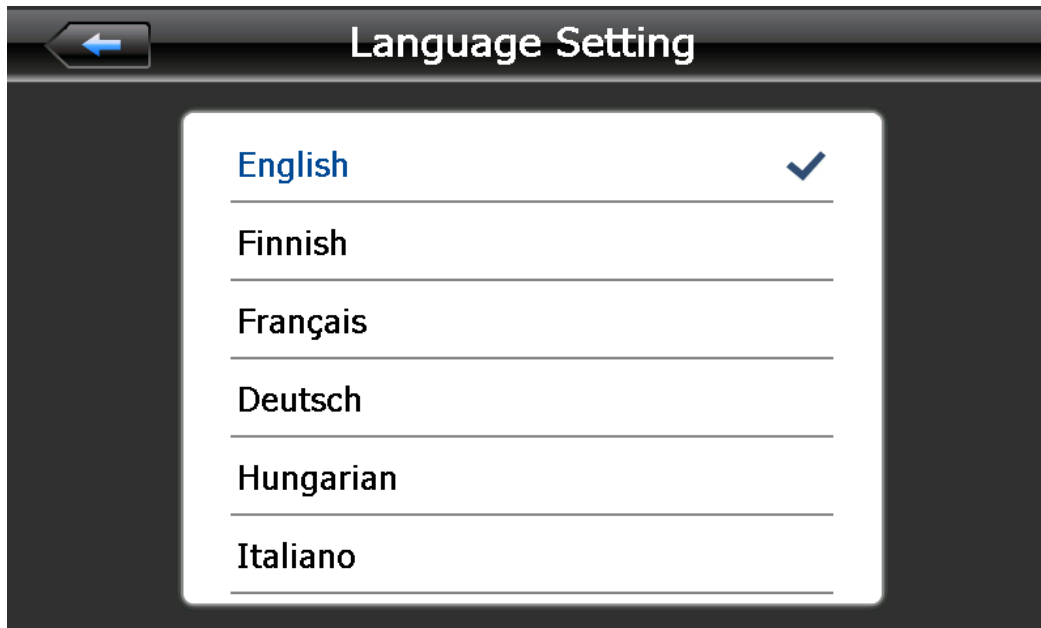 Language Setting
English
Finnish
Français
Deutsch
Hungarian
Italiano